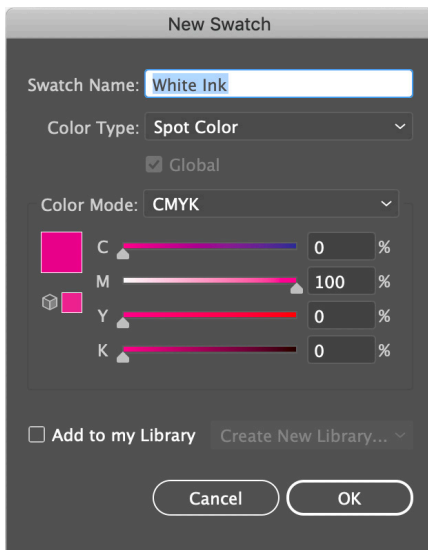 New Swatch
Swatch Name: White Ink
Color Type: Spot Color
Global
Color Mode: CMYK
C 0 %
M 100 %
Y 0 %
K 0 %
Add to my Library Create New Library...
Cancel OK